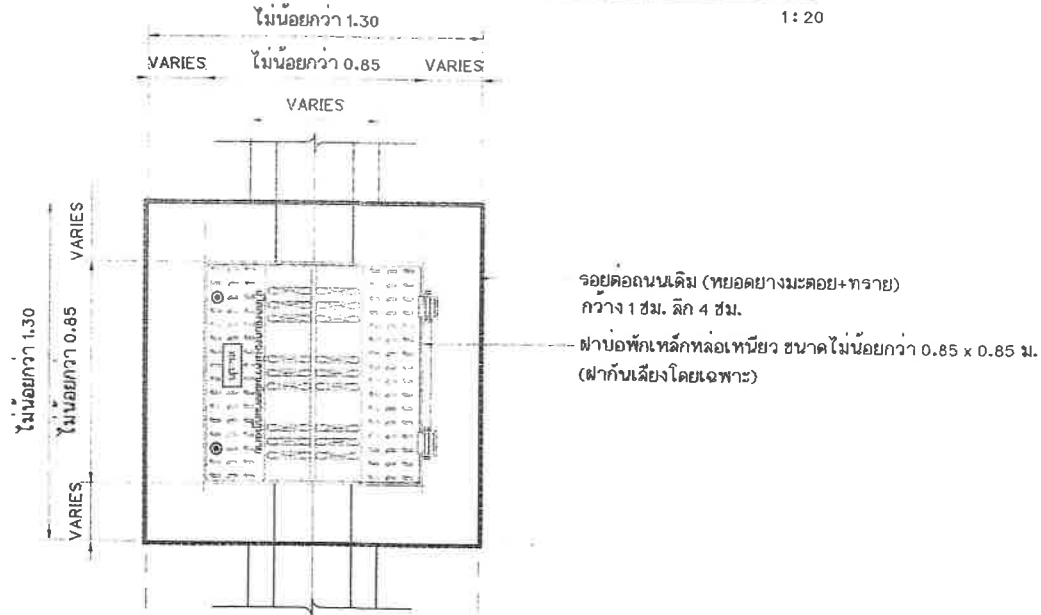 1:20
ไม่น้อยกว่า 1.30
VARIES
ไม่น้อยกว่า 0.85
VARIES
VARIES
VARIES
ไม่น้อยกว่า 1.30
ไม่น้อยกว่า 0.85
VARIES
รอยต่อถนนเดิม (หยอดยางมะตอย+ทราย)
กว้าง 1 ซม. ลึก 4 ซม.
ฝาบ่อพักเหล็กหล่อเหนียว ขนาดไม่น้อยกว่า 0.85 x 0.85 ม.
(ฝากันเสียงโดยเฉพาะ)